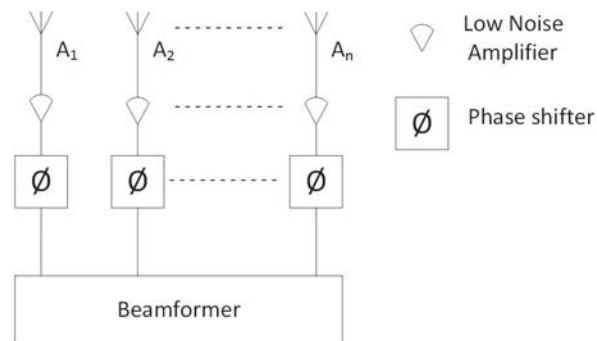 A1
A2
An
Low Noise
Amplifier
Ø
Ø
Ø
Ø
Phase shifter
Beamformer